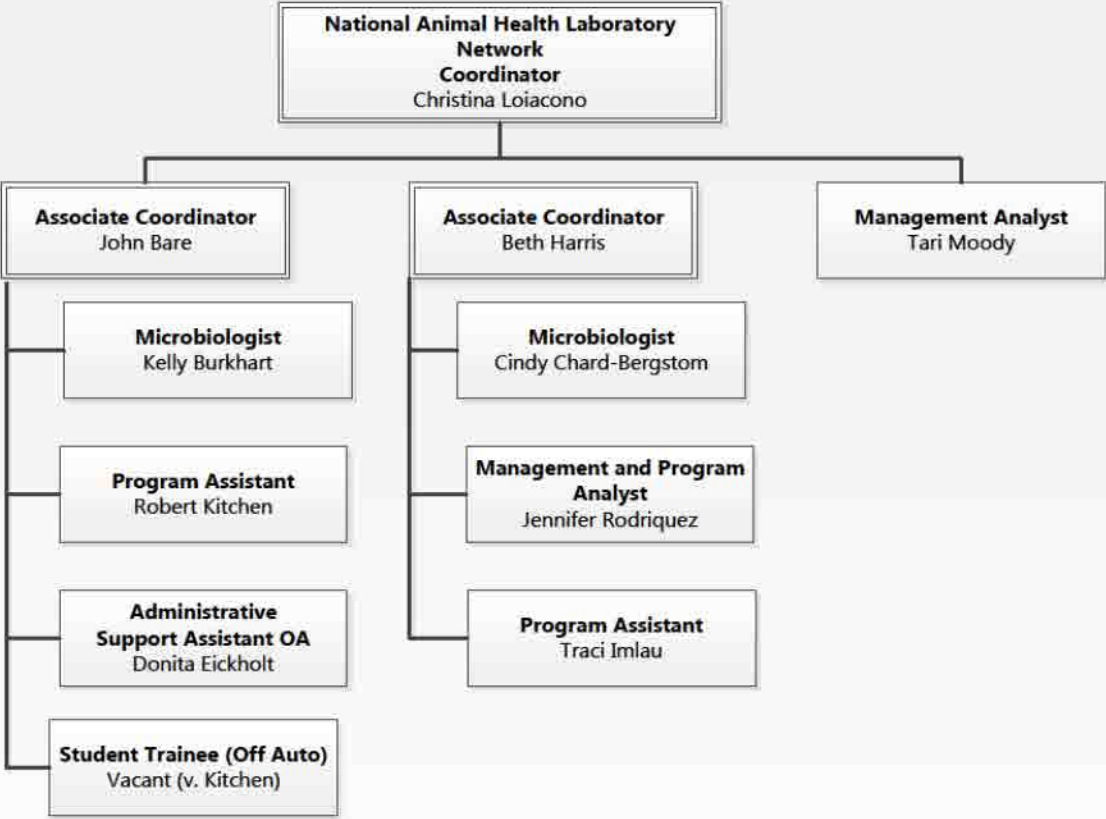 National Animal Health Laboratory
Network
Coordinator
Christina Loiacono
Associate Coordinator
John Bare
Associate Coordinator
Beth Harris
Management Analyst
Tari Moody
Microbiologist
Kelly Burkhart
Microbiologist
Cindy Chard-Bergstom
Program Assistant
Robert Kitchen
Management and Program
Analyst
Jennifer Rodriquez
Administrative
Support Assistant OA
Donita Eickholt
Program Assistant
Traci Imlau
Student Trainee (Off Auto)
Vacant (v. Kitchen)